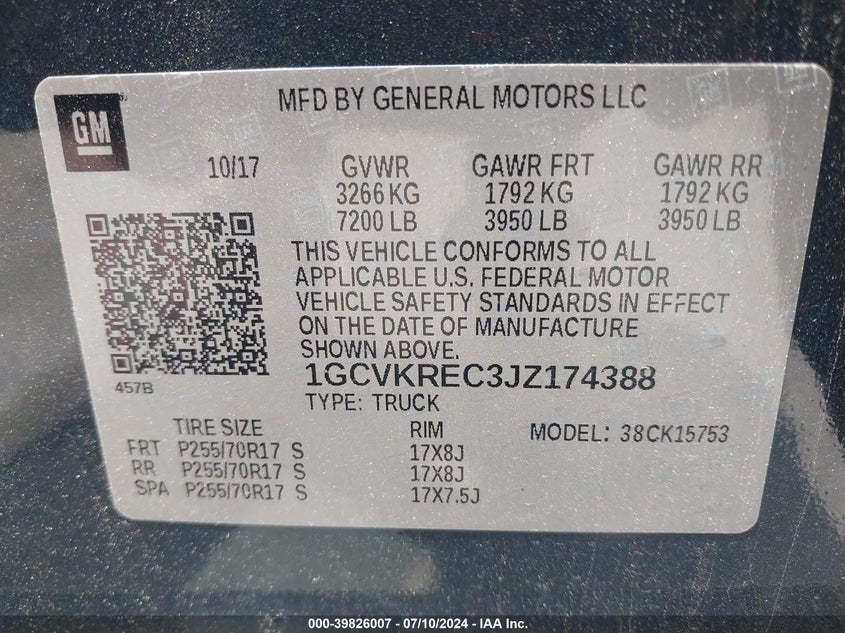 MFD BY GENERAL MOTORS LLC
GM
10/17 GVWR GAWR FRT GAWR RR
3266 KG 1792 KG 1792 KG
7200 LB 3950 LB 3950 LB
THIS VEHICLE CONFORMS TO ALL
APPLICABLE U.S. FEDERAL MOTOR
VEHICLE SAFETY STANDARDS IN EFFECT
ON THE DATE OF MANUFACTURE
SHOWN ABOVE.
457B
1GCVKREC3JZ174388
TYPE: TRUCK
TIRE SIZE RIM MODEL: 38CK15753
FRT P255/70R17 S 17X8J
RR P255/70R17 S 17X8J
SPA P255/70R17 S 17X7.5J
000-39826007 - 07/10/2024 - IAA Inc.